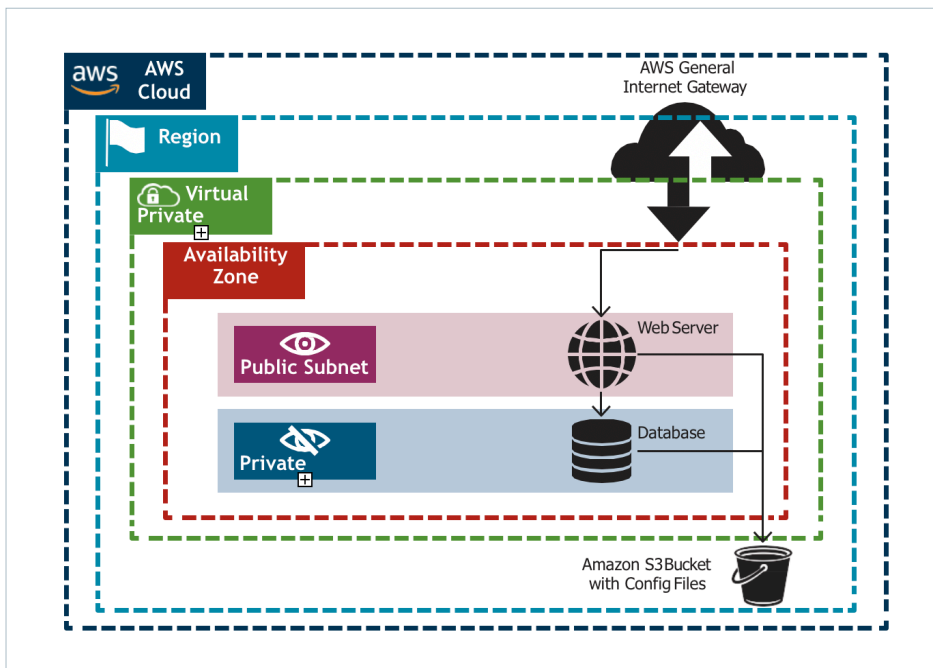 aws
AWS
Cloud
AWS General
Internet Gateway
Region
Virtual
Private
Availability
Zone
Public Subnet
Web Server
Private
Database
Amazon S3Bucket
with Config Files